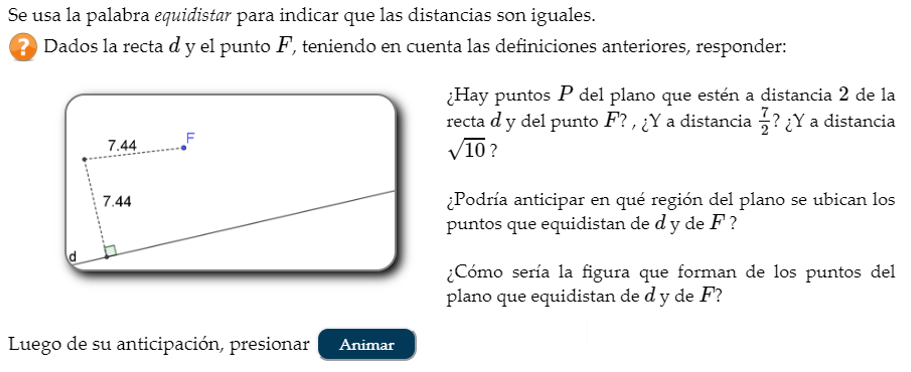 Se usa la palabra equidistar para indicar que las distancias son iguales.
? Dados la recta d y el punto F, teniendo en cuenta las definiciones anteriores, responder:
¿Hay puntos P del plano que estén a distancia 2 de la
recta d y del punto F? , ¿Y a distancia 7/2? ¿Y a distancia
√10 ?
7.44
F
7.44
d
¿Podría anticipar en qué región del plano se ubican los
puntos que equidistan de d y de F ?
¿Cómo sería la figura que forman de los puntos del
plano que equidistan de d y de F?
Luego de su anticipación, presionar Animar